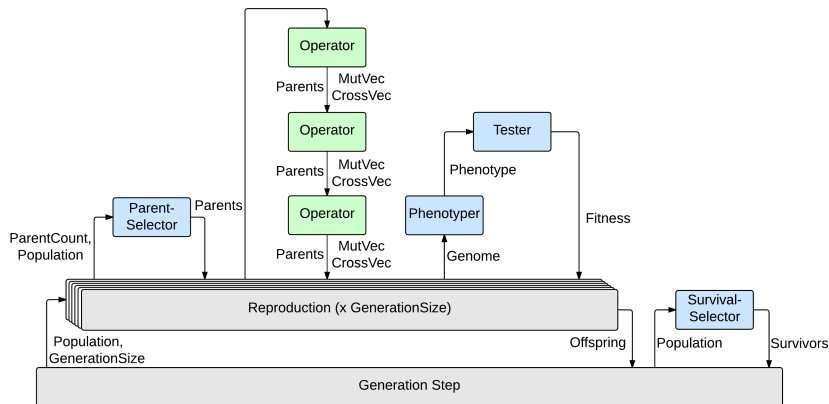 Operator
Parents
MutVec
CrossVec
Operator
Tester
Parents
MutVec
CrossVec
Phenotype
Parent-
Selector
Parents
Operator
Phenotyper
Fitness
ParentCount,
Population
Parents
MutVec
CrossVec
Genome
Reproduction (x GenerationSize)
Survival-
Selector
Population,
GenerationSize
Offspring
Population
Survivors
Generation Step